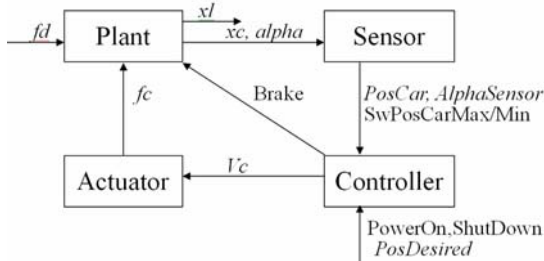 xl
fd
Plant
xc, alpha
Sensor
fc
Brake
PosCar, AlphaSensor
SwPosCarMax/Min
Actuator
Vc
Controller
PowerOn,ShutDown
PosDesired